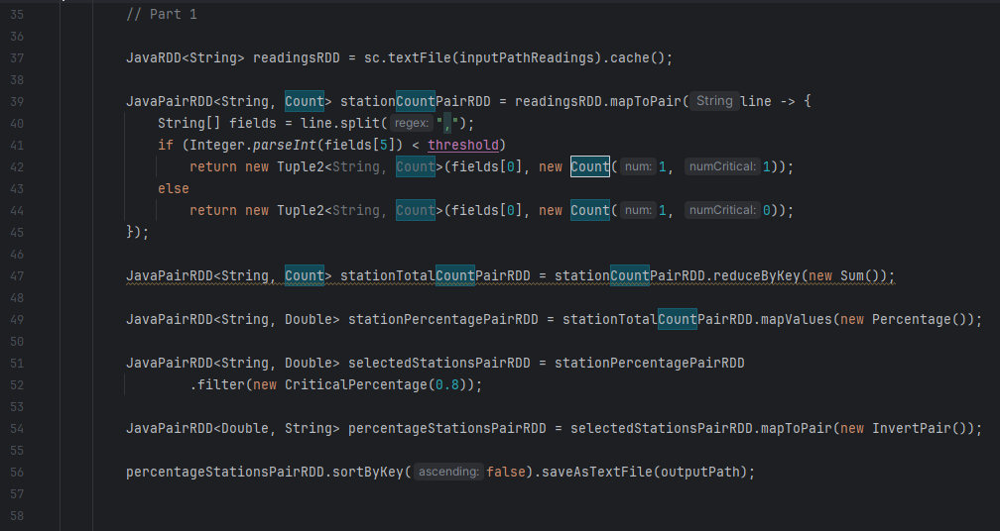 35 // Part 1
36
37 JavaRDD<String> readingsRDD = sc.textFile(inputPathReadings).cache();
38
39 JavaPairRDD<String, Count> stationCountPairRDD = readingsRDD.mapToPair( String line -> {
40 String[] fields = line.split( regex: ",");
41 if (Integer.parseInt(fields[5]) < threshold)
42 return new Tuple2<String, Count>(fields[0], new Count( num: 1, numCritical: 1));
43 else
44 return new Tuple2<String, Count>(fields[0], new Count( num: 1, numCritical: 0));
45 });
46
47 JavaPairRDD<String, Count> stationTotalCountPairRDD = stationCountPairRDD.reduceByKey(new Sum());
48
49 JavaPairRDD<String, Double> stationPercentagePairRDD = stationTotalCountPairRDD.mapValues(new Percentage());
50
51 JavaPairRDD<String, Double> selectedStationsPairRDD = stationPercentagePairRDD
52 .filter(new CriticalPercentage(0.8));
53
54 JavaPairRDD<Double, String> percentageStationsPairRDD = selectedStationsPairRDD.mapToPair(new InvertPair());
55
56 percentageStationsPairRDD.sortByKey( ascending: false).saveAsTextFile(outputPath);
57
58